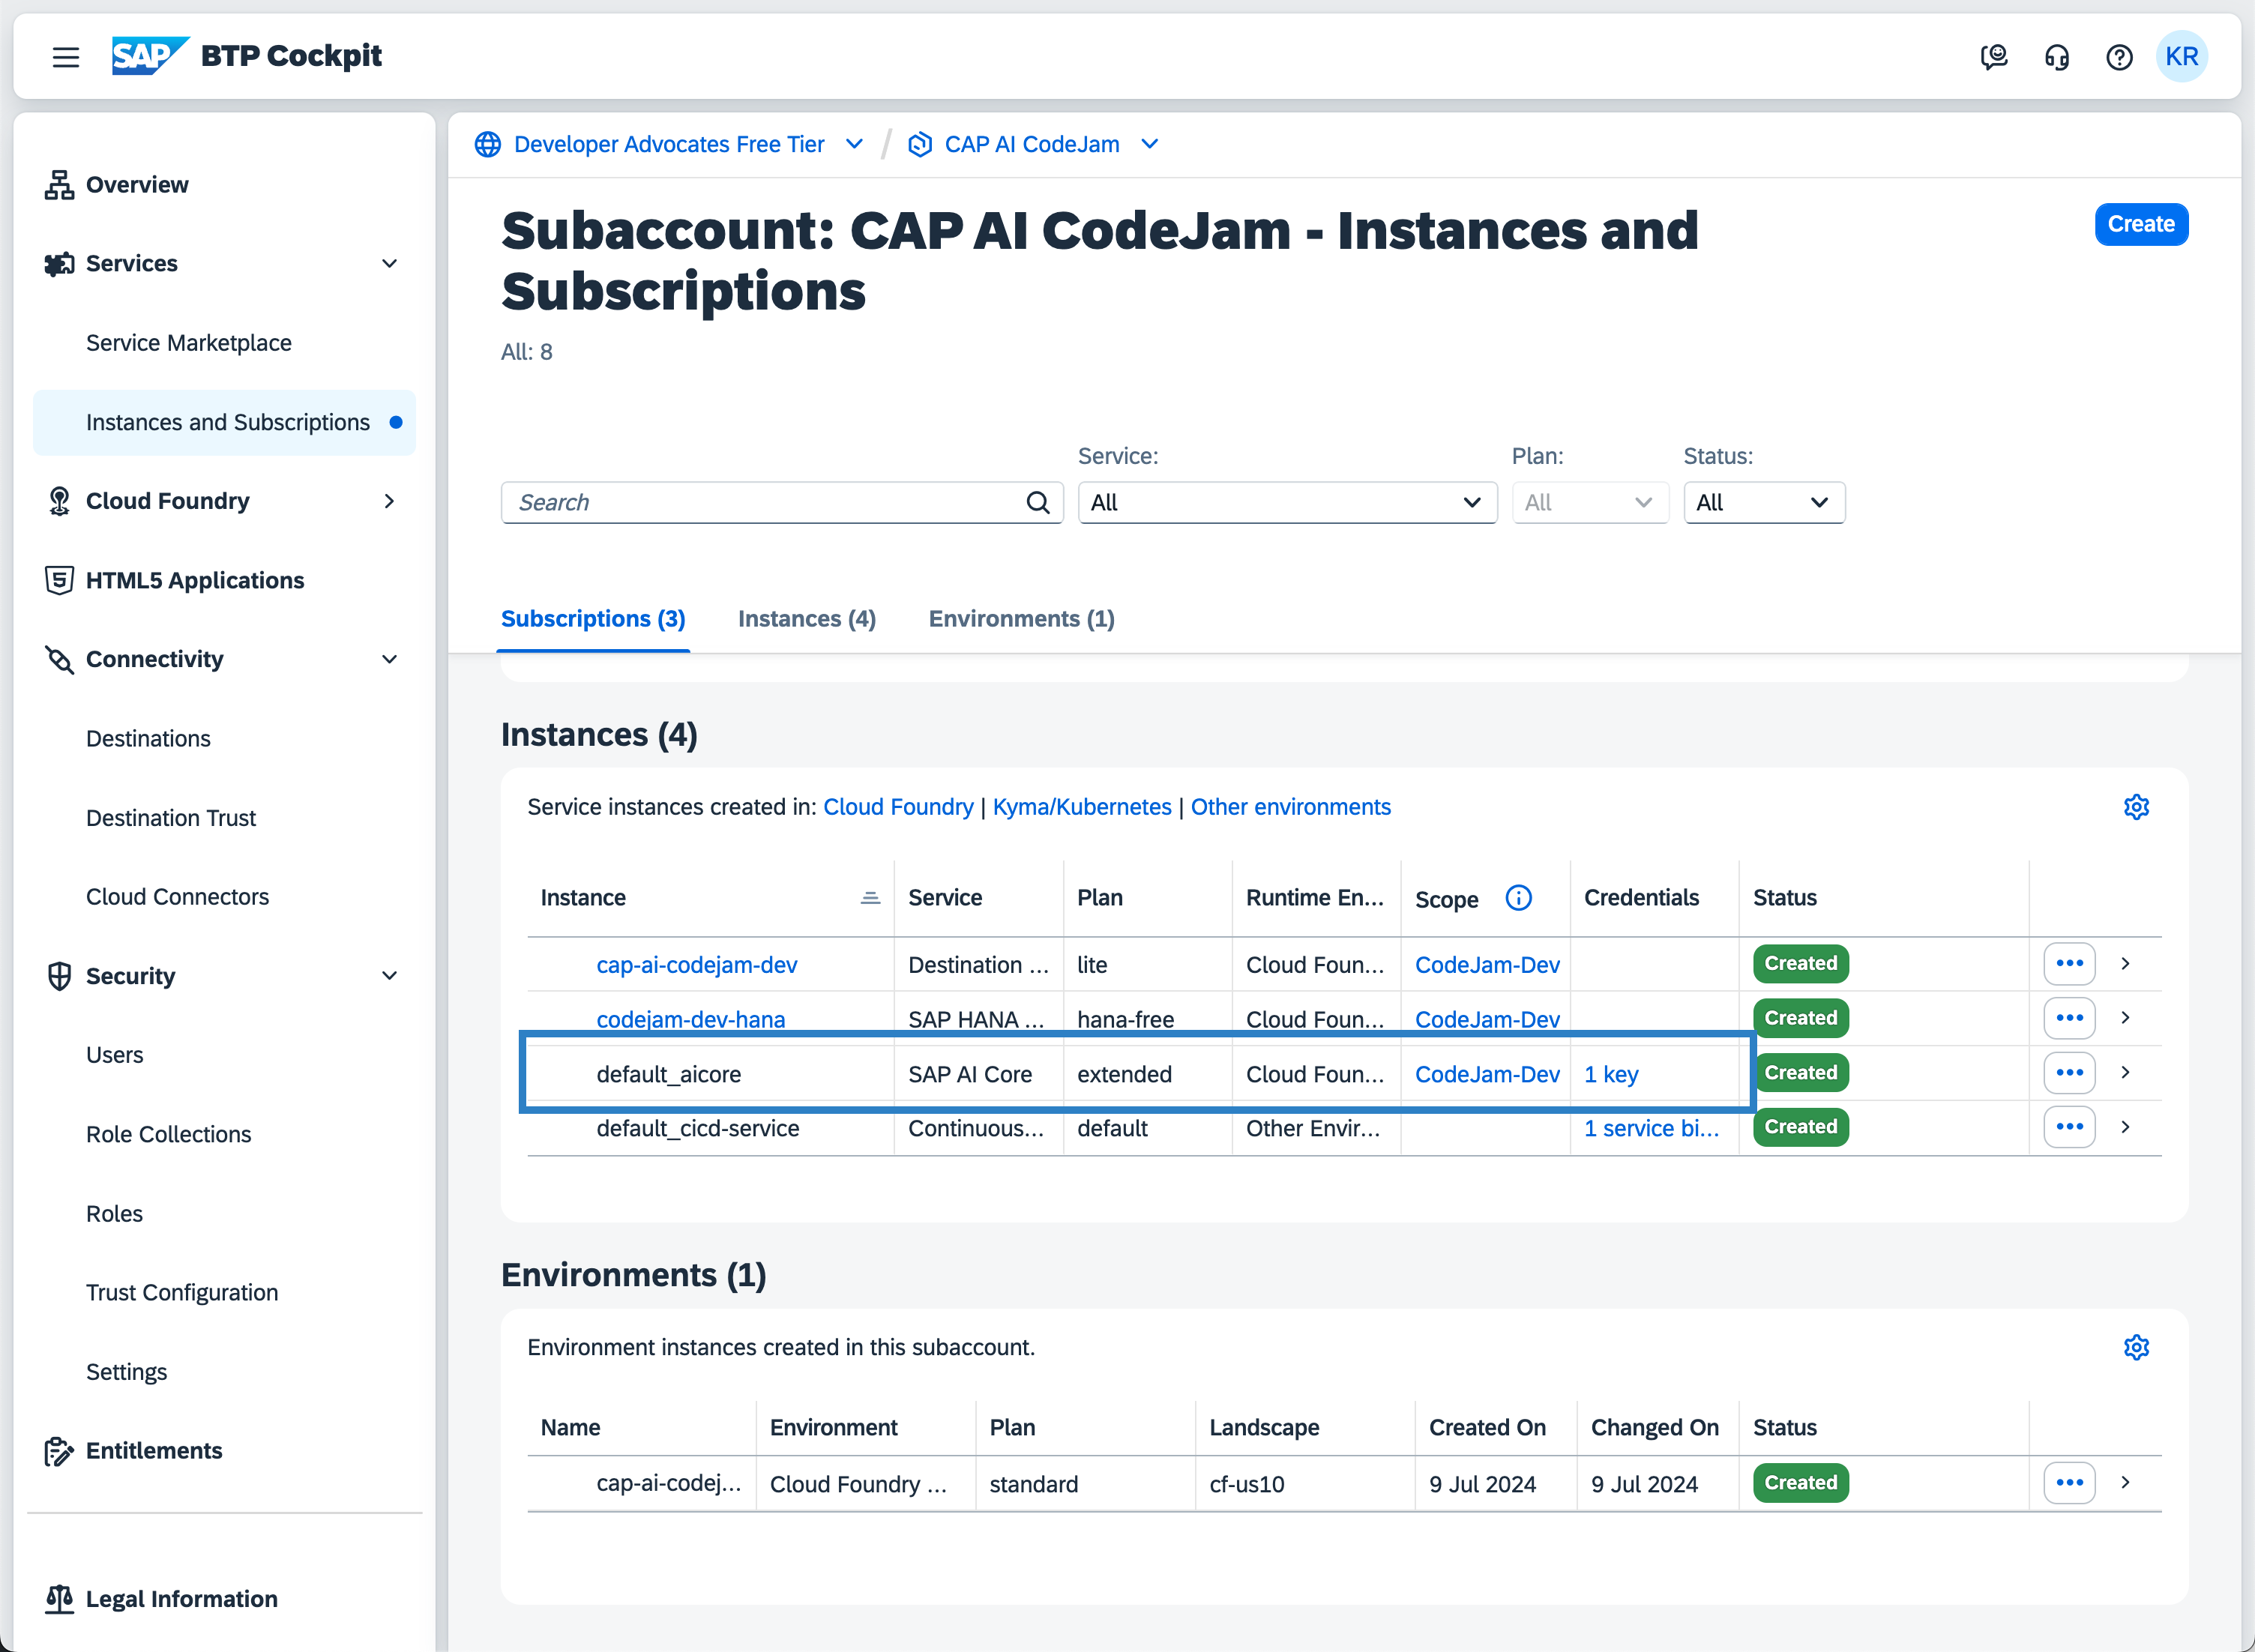 SAP BTP Cockpit
KR
Overview
Services
Service Marketplace
Instances and Subscriptions
Cloud Foundry
HTML5 Applications
Connectivity
Destinations
Destination Trust
Cloud Connectors
Security
Users
Role Collections
Roles
Trust Configuration
Settings
Entitlements
Legal Information
Developer Advocates Free Tier / CAP AI CodeJam
Subaccount: CAP AI CodeJam - Instances and
Subscriptions
Create
All: 8
Service: Plan: Status:
Search All All All
Subscriptions (3) Instances (4) Environments (1)
Instances (4)
Service instances created in: Cloud Foundry | Kyma/Kubernetes | Other environments
Instance Service Plan Runtime En... Scope Credentials Status
cap-ai-codejam-dev Destination ... lite Cloud Foun... CodeJam-Dev Created
codejam-dev-hana SAP HANA ... hana-free Cloud Foun... CodeJam-Dev Created
default_aicore SAP AI Core extended Cloud Foun... CodeJam-Dev 1 key Created
default_cicd-service Continuous... default Other Envir... 1 service bi... Created
Environments (1)
Environment instances created in this subaccount.
Name Environment Plan Landscape Created On Changed On Status
cap-ai-codej... Cloud Foundry ... standard cf-us10 9 Jul 2024 9 Jul 2024 Created